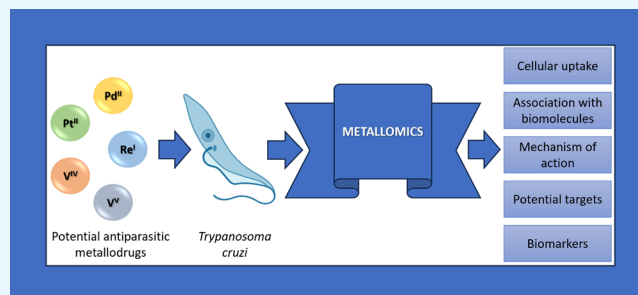 Pd^II
Pt^II
Re^I
V^IV
V^V
Potential antiparasitic
metallodrugs
Trypanosoma
cruzi
METALLOMICS
Cellular uptake
Association with
biomolecules
Mechanism of
action
Potential targets
Biomarkers